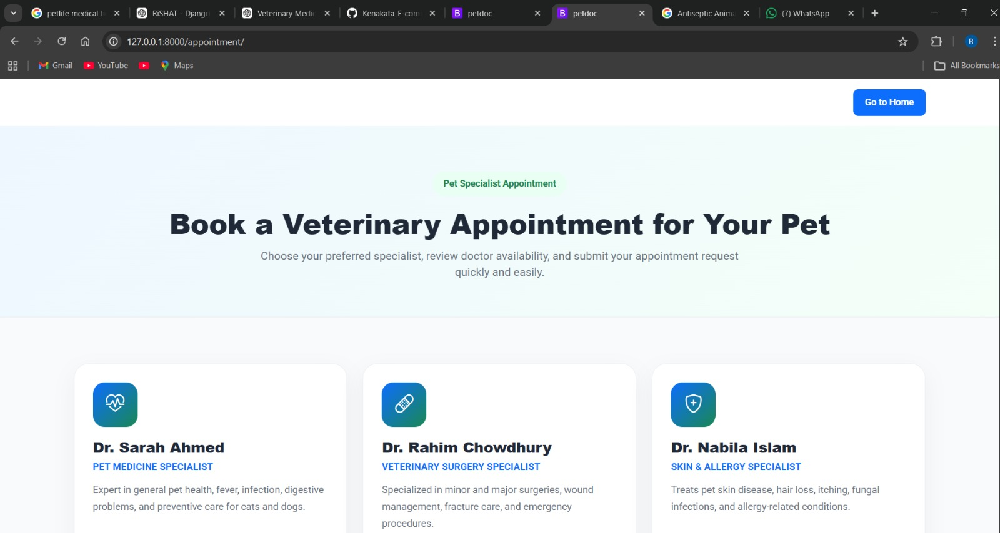 petlife medical h
RiSHAT - Django
Veterinary Medic
Kenakata_E-com
petdoc
petdoc
Antiseptic Anima
(7) WhatsApp
127.0.0.1:8000/appointment/
R
Gmail
YouTube
Maps
All Bookmarks
Go to Home
Pet Specialist Appointment
Book a Veterinary Appointment for Your Pet
Choose your preferred specialist, review doctor availability, and submit your appointment request
quickly and easily.
Dr. Sarah Ahmed
PET MEDICINE SPECIALIST
Expert in general pet health, fever, infection, digestive
problems, and preventive care for cats and dogs.
Dr. Rahim Chowdhury
VETERINARY SURGERY SPECIALIST
Specialized in minor and major surgeries, wound
management, fracture care, and emergency
procedures.
Dr. Nabila Islam
SKIN & ALLERGY SPECIALIST
Treats pet skin disease, hair loss, itching, fungal
infections, and allergy-related conditions.